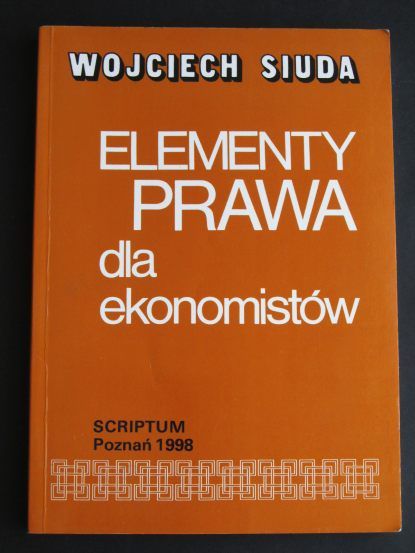 WOJCIECH SIUDA
ELEMENTY
PRAWA
dla
ekonomistów
SCRIPTUM
Poznań 1998